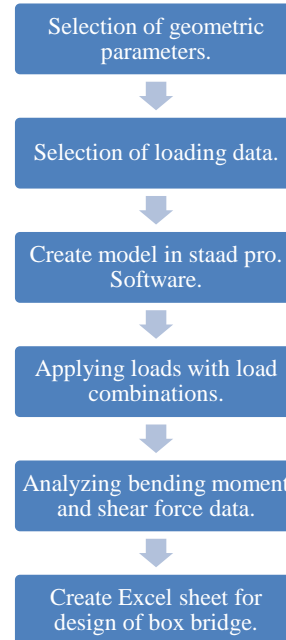 Selection of geometric
parameters.
Selection of loading data.
Create model in staad pro.
Software.
Applying loads with load
combinations.
Analyzing bending moment
and shear force data.
Create Excel sheet for
design of box bridge.